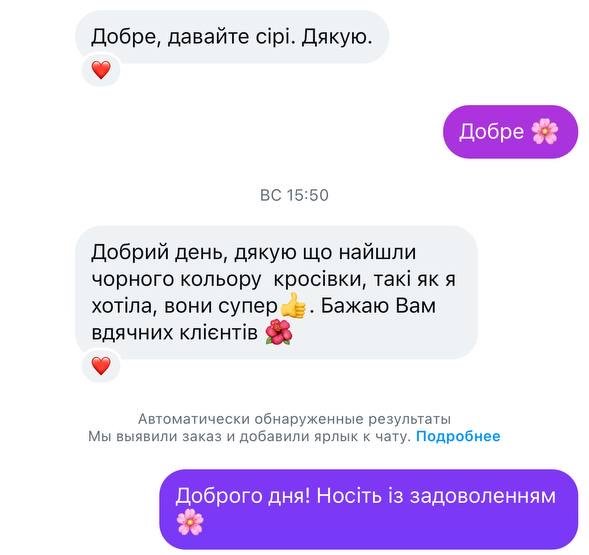 Добре, давайте сірі. Дякую.
❤️
Добре 🌸
ВС 15:50
Добрий день, дякую що найшли
чорного кольору  кросівки, такі як я
хотіла, вони супер👍. Бажаю Вам
вдячних клієнтів 🌺
❤️
Автоматически обнаруженные результаты
Мы выявили заказ и добавили ярлык к чату. Подробнее
Доброго дня! Носіть із задоволенням
🌸